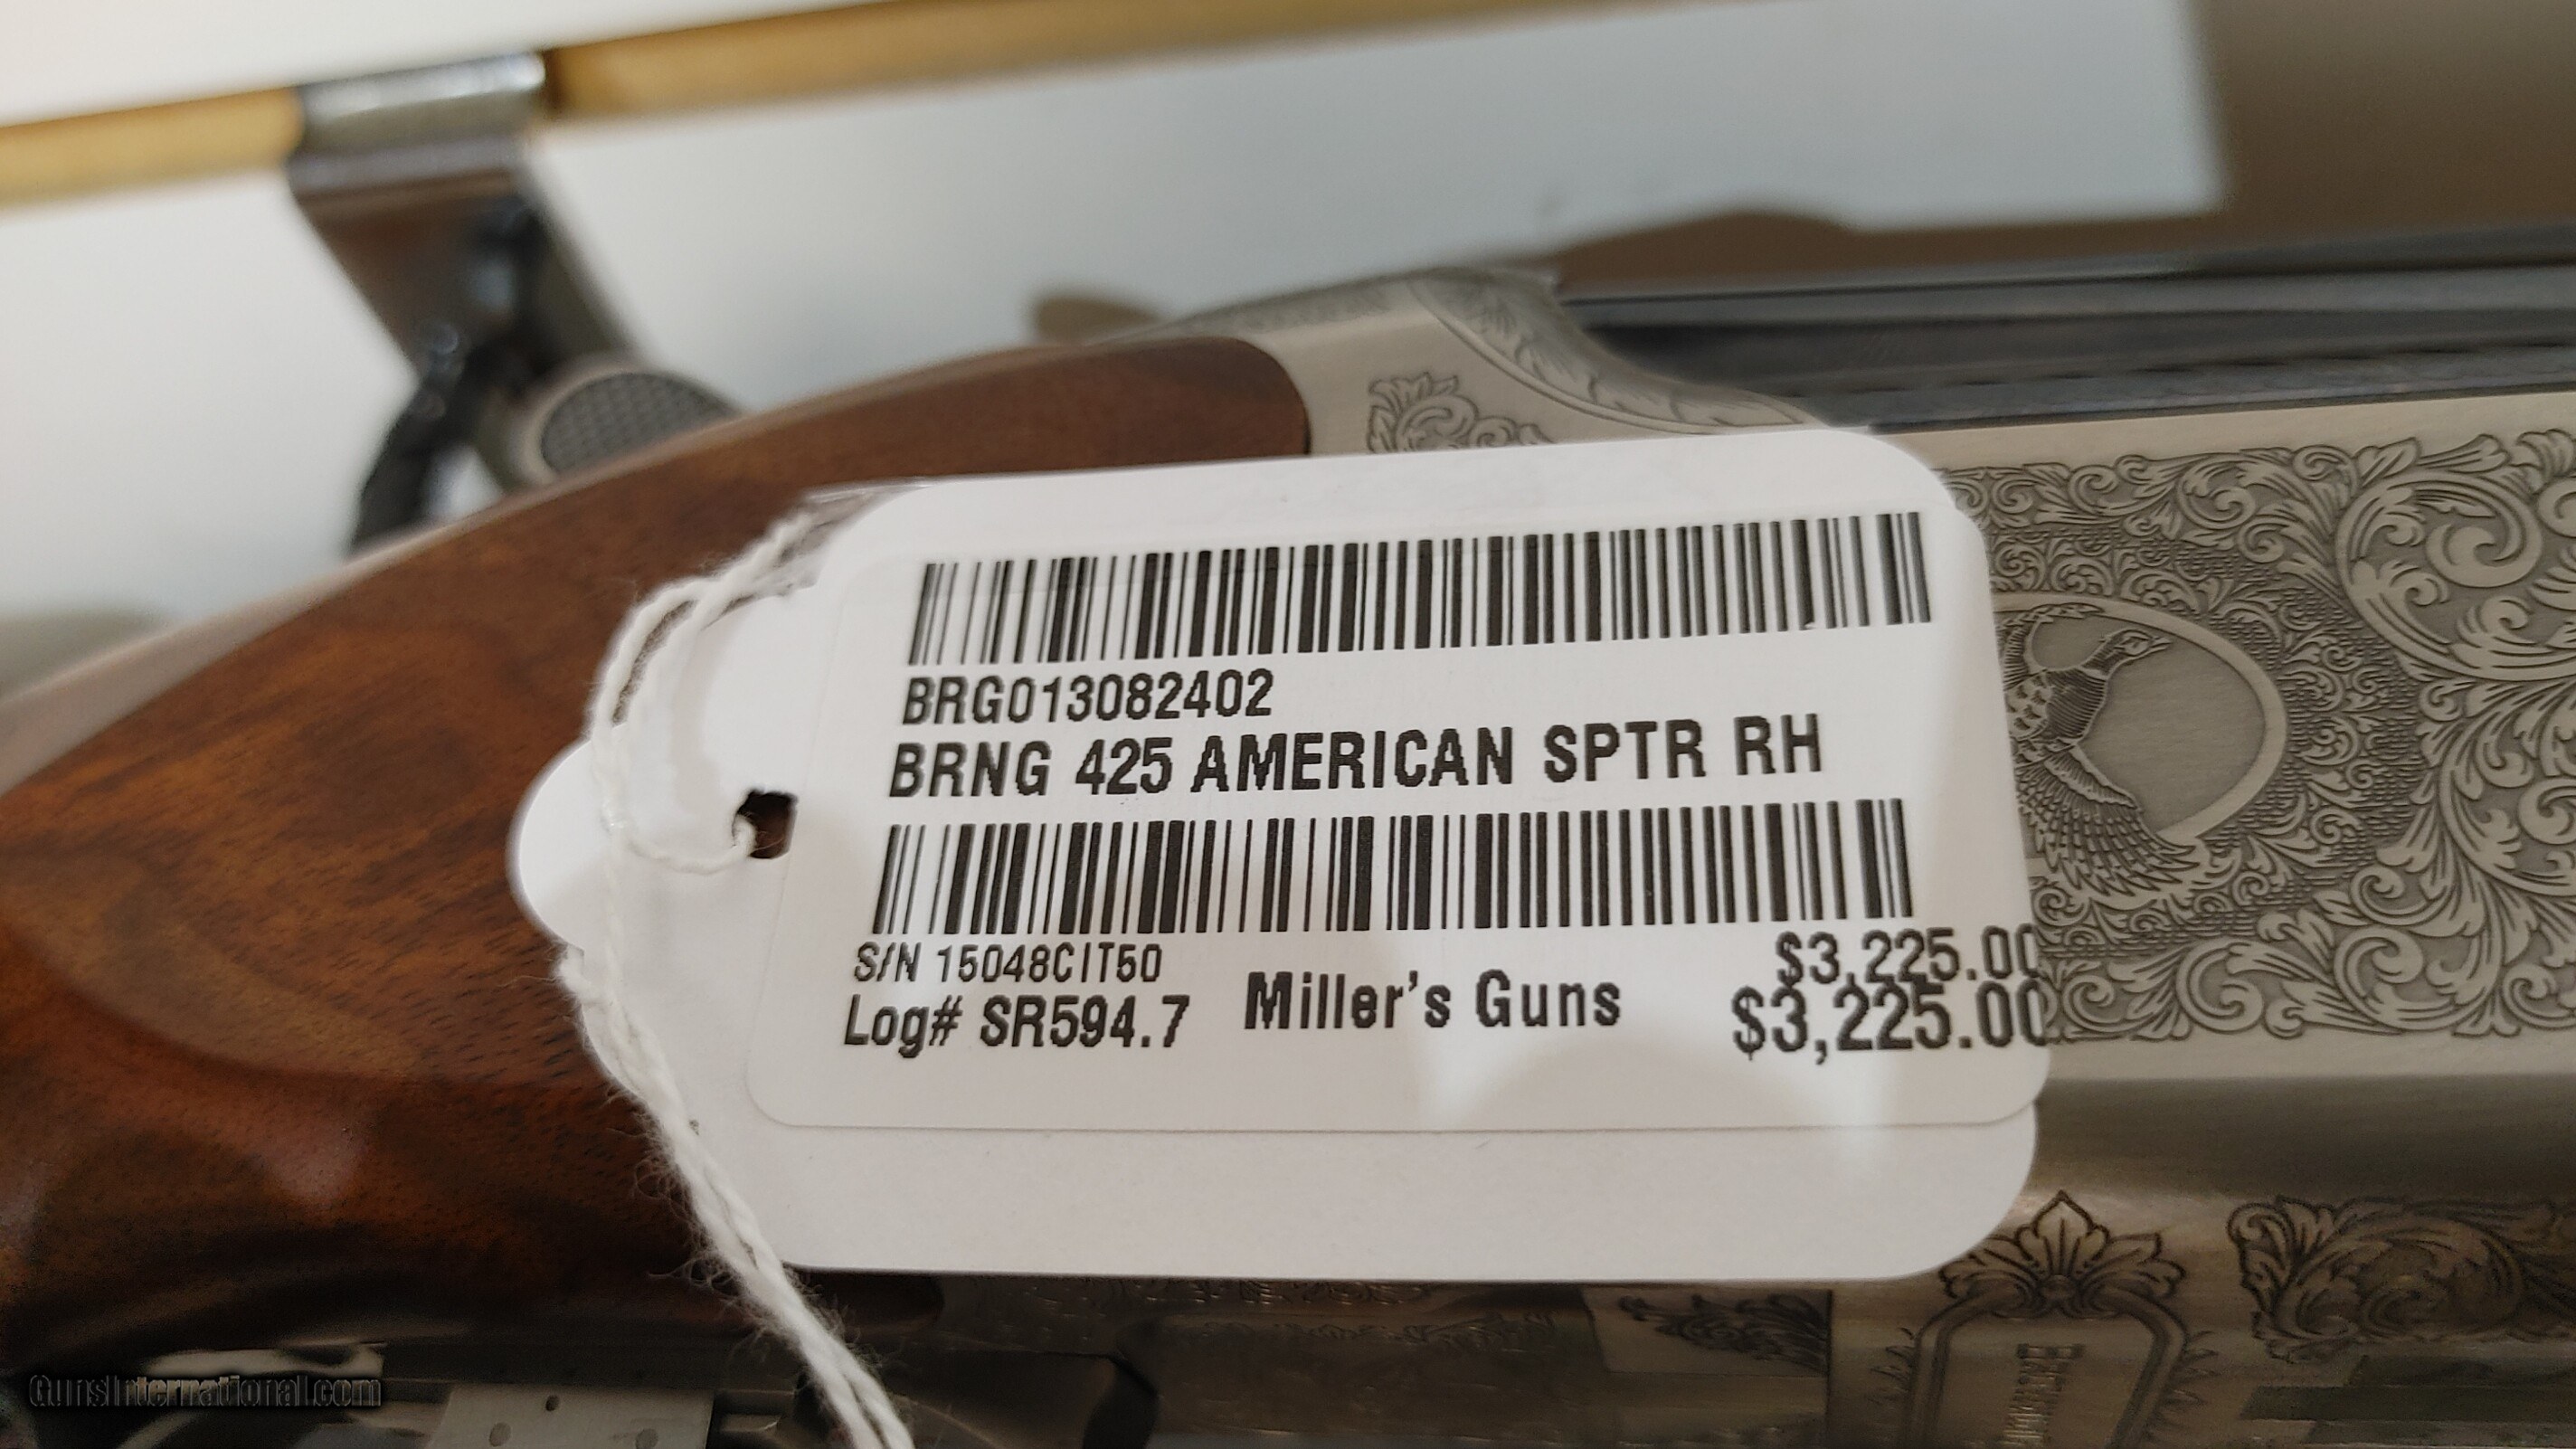 BRG013082402
BRNG 425 AMERICAN SPTR RH
S/N 15048CIT50
$3,225.00
Log# SR594.7
Miller's Guns
$3,225.00
BROWNING
GunsInternational.com